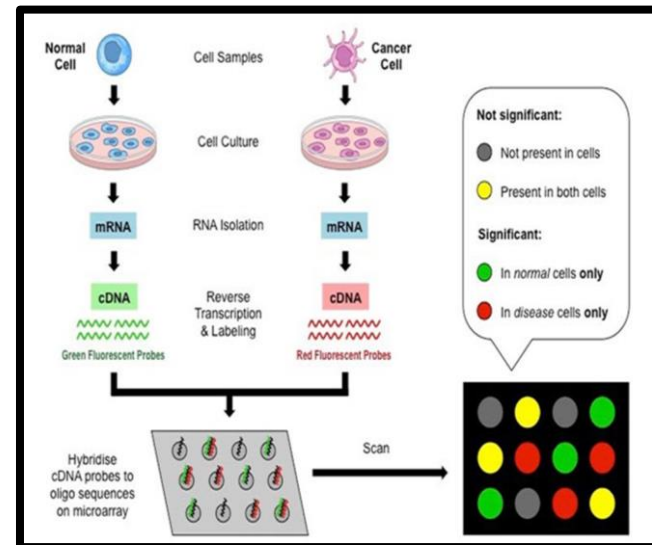 Normal
Cell
Cell Samples
Cancer
Cell
Cell Culture
mRNA
RNA Isolation
mRNA
cDNA
Reverse
Transcription
& Labeling
cDNA
Green Fluorescent Probes
Red Fluorescent Probes
Hybridise
cDNA probes to
oligo sequences
on microarray
Scan
Not significant:
Not present in cells
Present in both cells
Significant:
In normal cells only
In disease cells only